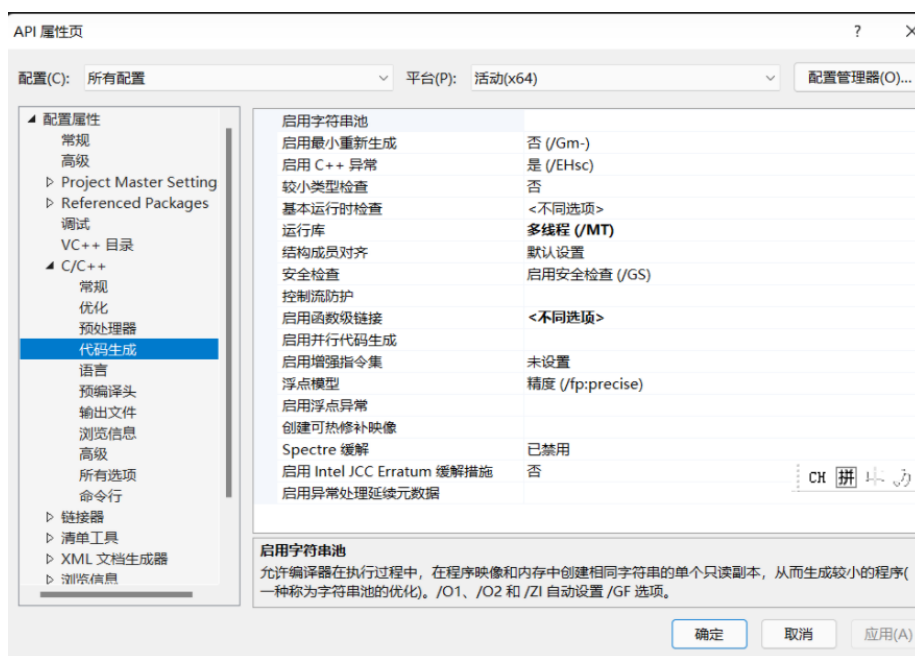 API 属性页
?
配置(C): 所有配置 平台(P): 活动(x64) 配置管理器(O)...
配置属性
常规
高级
Project Master Setting
Referenced Packages
调试
VC++ 目录
C/C++
常规
优化
预处理器
代码生成
语言
预编译头
输出文件
浏览信息
高级
所有选项
命令行
链接器
清单工具
XML 文档生成器
浏览信息
启用字符串池
启用最小重新生成 否 (/Gm-)
启用 C++ 异常 是 (/EHsc)
较小类型检查 否
基本运行时检查 <不同选项>
运行库 多线程 (/MT)
结构成员对齐 默认设置
安全检查 启用安全检查 (/GS)
控制流防护
启用函数级链接 <不同选项>
启用并行代码生成
启用增强指令集 未设置
浮点模型 精度 (/fp:precise)
启用浮点异常
创建可热修补映像
Spectre 缓解 已禁用
启用 Intel JCC Erratum 缓解措施 否
启用异常处理延续元数据
CH 拼
启用字符串池
允许编译器在执行过程中，在程序映像和内存中创建相同字符串的单个只读副本，从而生成较小的程序(
一种称为字符串池的优化)。/O1、/O2 和 /ZI 自动设置 /GF 选项。
确定 取消 应用(A)